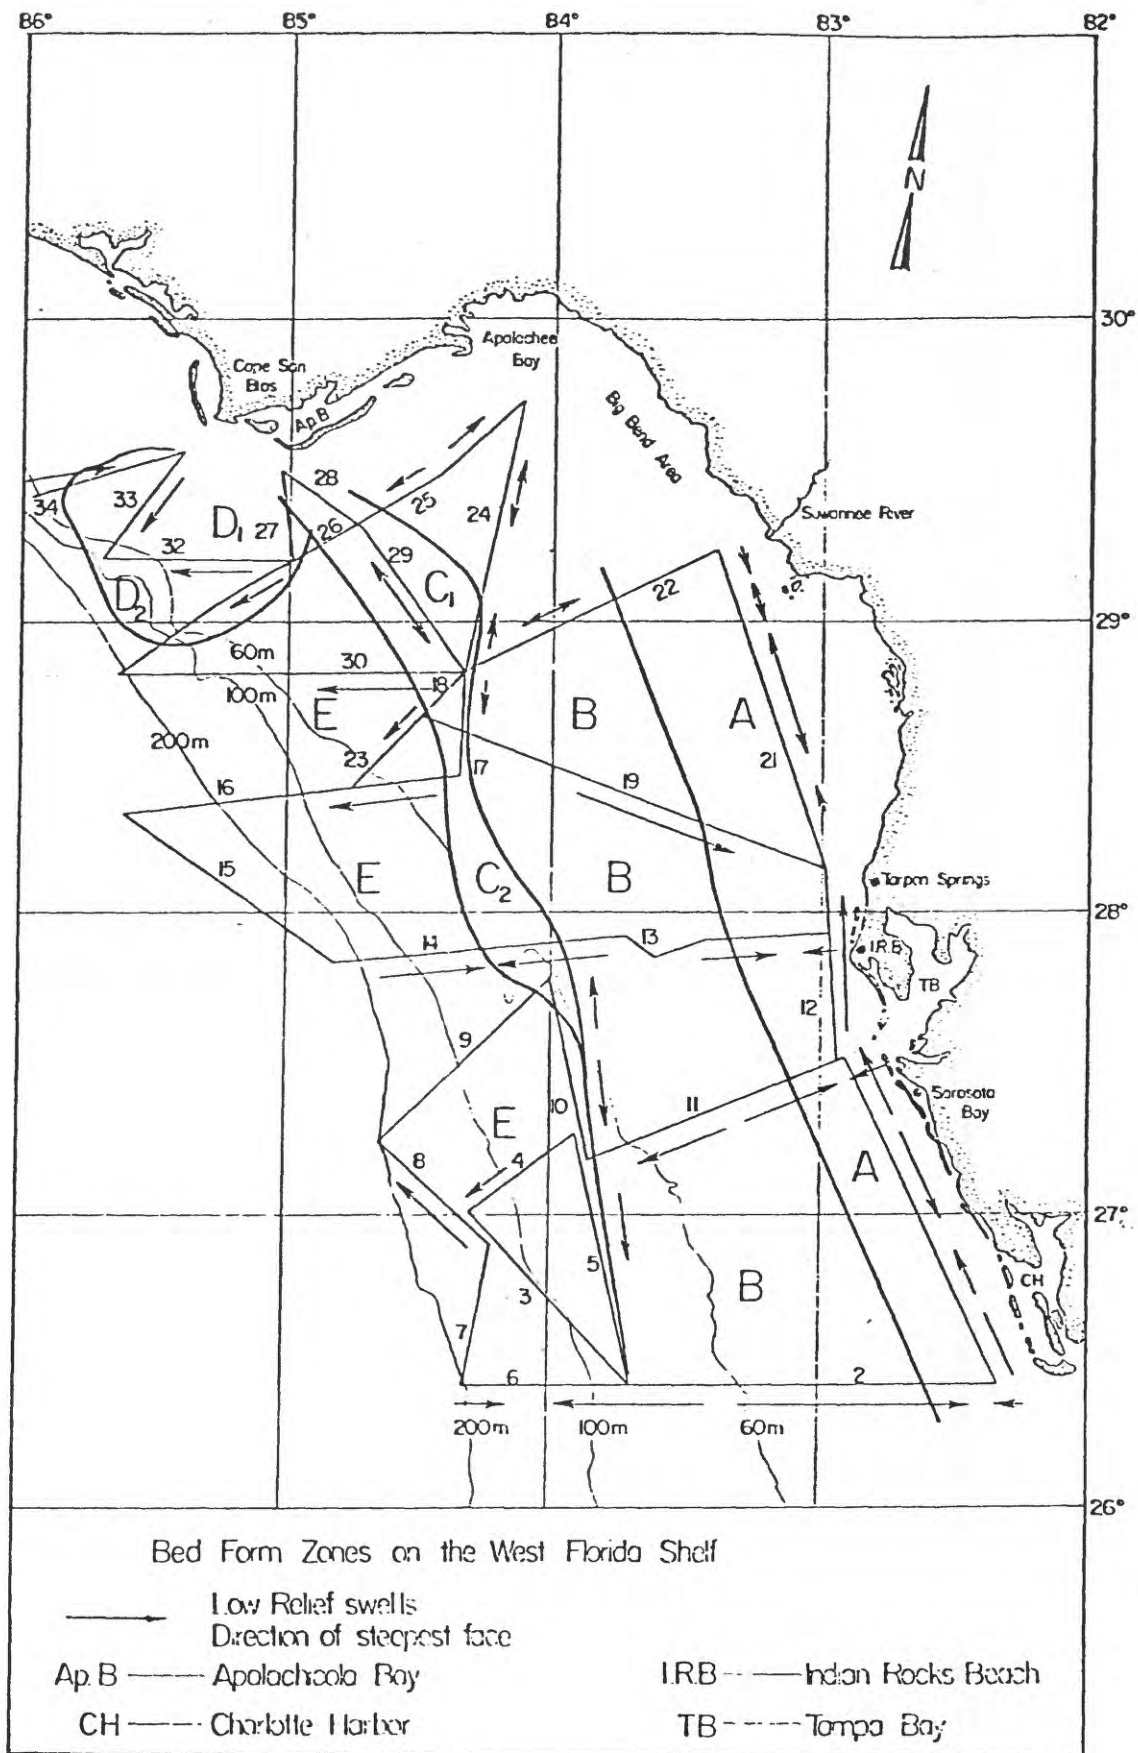 86° 85° 84° 83° 82°
N
30°
Apalachee
Bay
Cape San
Blas
Ap.B
Big Bend Area
Suwannee River
28
25
24
34
33
D₁
27
26
32
29
C₁
22
D₂
29°
60m
30
18
100m
E
B
A
200m
21
23
17
19
16
15
E
C₂
B
Tarpon Springs
28°
14
13
I.R.B
TB
12
9
11
Sarasota
Bay
10
E
4
8
A
27°
5
3
B
CH
7
6
2
200m 100m 60m
26°
Bed Form Zones on the West Florida Shelf
Low Relief swells
Direction of steepest face
Ap.B Apalachicola Bay
I.R.B Indian Rocks Beach
CH Charlotte Harbor
TB Tampa Bay